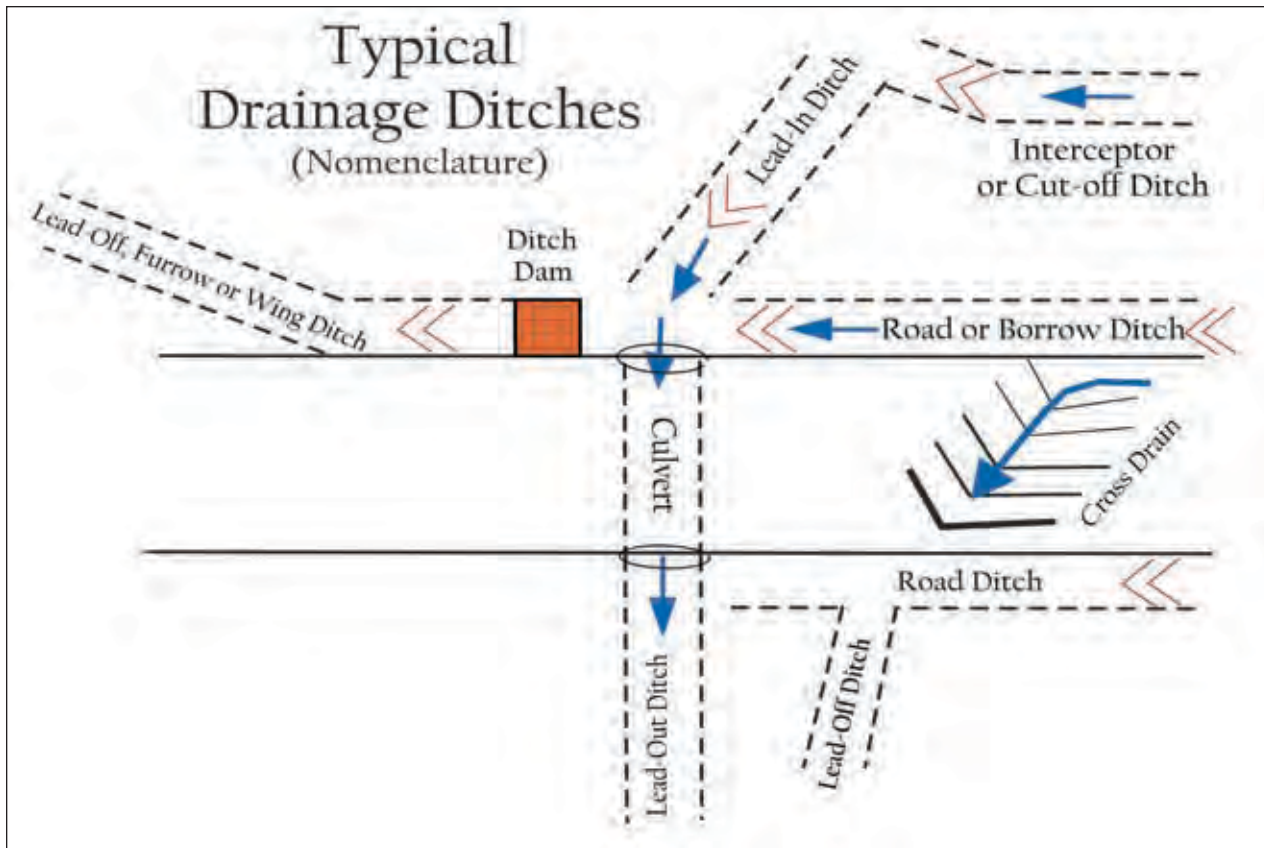 Typical
Drainage Ditches
(Nomenclature)
Lead-In Ditch
Interceptor
or Cut-off Ditch
Lead-Off, Furrow or Wing Ditch
Ditch
Dam
Road or Borrow Ditch
Culvert
Cross Drain
Road Ditch
Lead-Out Ditch
Lead-Off Ditch